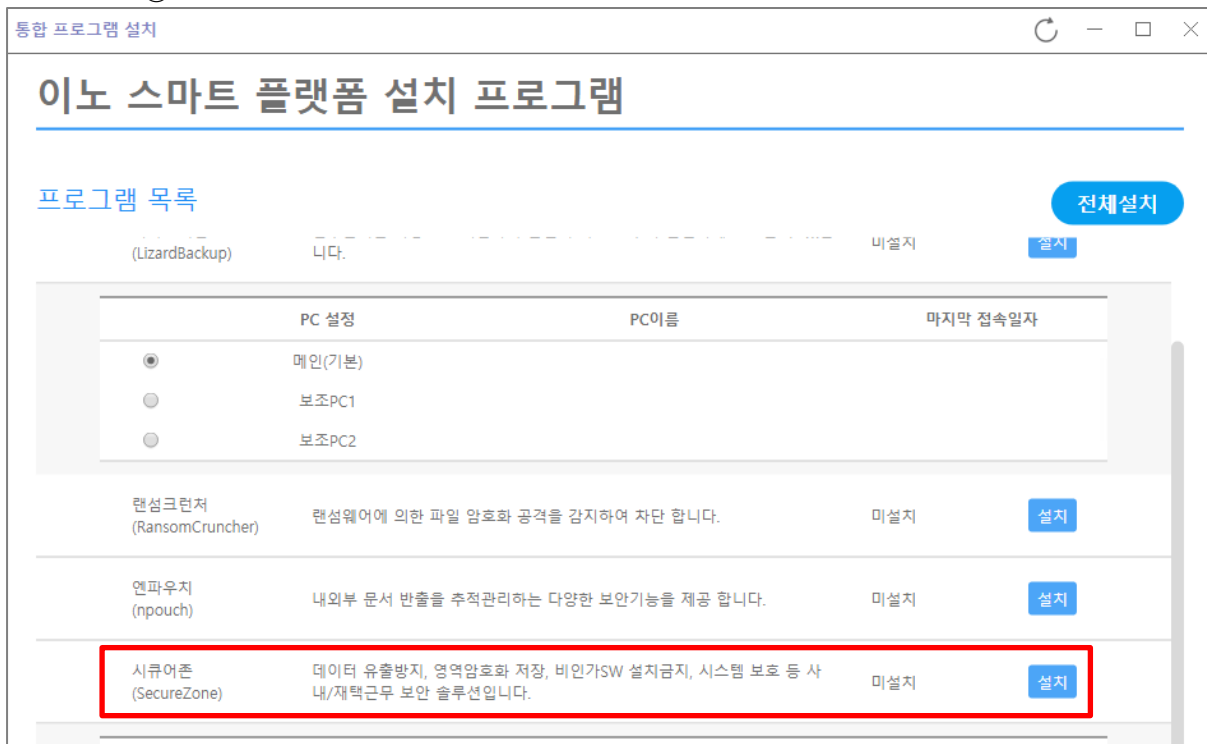 통합 프로그램 설치
이노 스마트 플랫폼 설치 프로그램
프로그램 목록
전체설치
(LizardBackup)
니다.
미설치
설치
PC 설정 PC이름 마지막 접속일자
메인(기본)
보조PC1
보조PC2
랜섬크런처
(RansomCruncher)
랜섬웨어에 의한 파일 암호화 공격을 감지하여 차단 합니다.
미설치
설치
엔파우치
(npouch)
내외부 문서 반출을 추적관리하는 다양한 보안기능을 제공 합니다.
미설치
설치
시큐어존
(SecureZone)
데이터 유출방지, 영역암호화 저장, 비인가SW 설치금지, 시스템 보호 등 사
내/재택근무 보안 솔루션입니다.
미설치
설치